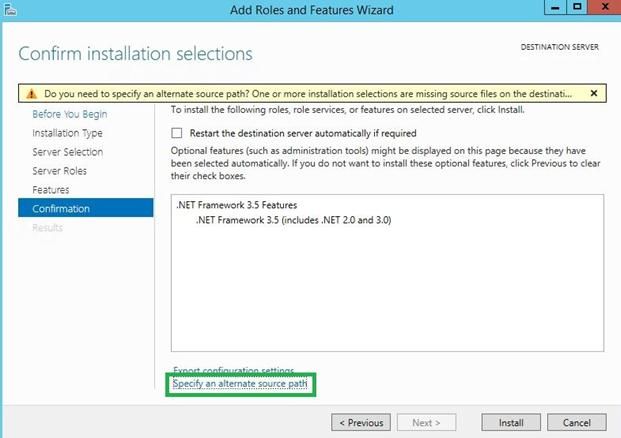 Add Roles and Features Wizard
Confirm installation selections
DESTINATION SERVER
Do you need to specify an alternate source path? One or more installation selections are missing source files on the destinati...
Before You Begin
Installation Type
Server Selection
Server Roles
Features
Confirmation
Results
To install the following roles, role services, or features on selected server, click Install.
Restart the destination server automatically if required
Optional features (such as administration tools) might be displayed on this page because they have
been selected automatically. If you do not want to install these optional features, click Previous to clear
their check boxes.
.NET Framework 3.5 Features
.NET Framework 3.5 (includes .NET 2.0 and 3.0)
Export configuration settings
Specify an alternate source path
< Previous
Next >
Install
Cancel